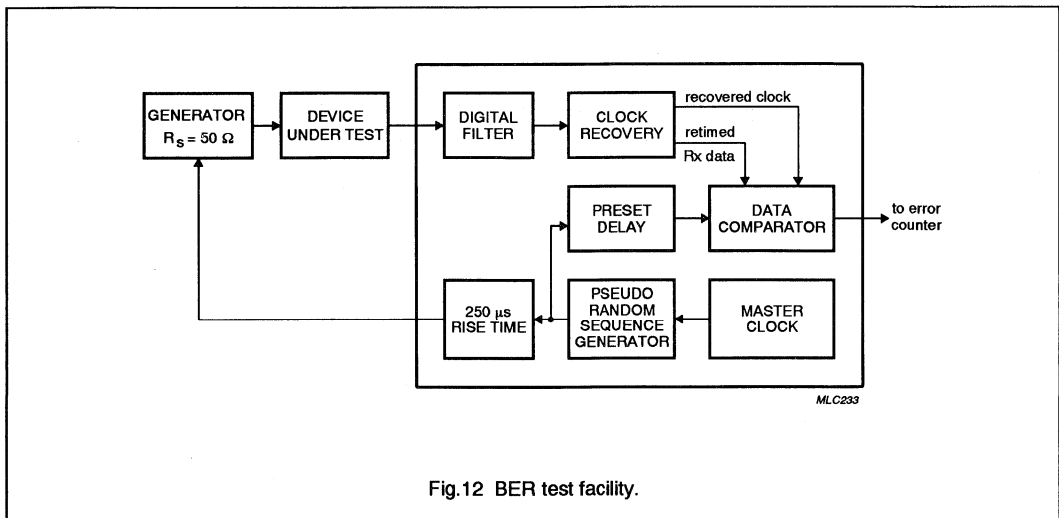 GENERATOR
RS = 50 Ω
DEVICE
UNDER TEST
DIGITAL
FILTER
CLOCK
RECOVERY
recovered clock
retimed
Rx data
PRESET
DELAY
DATA
COMPARATOR
to error
counter
250 μs
RISE TIME
PSEUDO
RANDOM
SEQUENCE
GENERATOR
MASTER
CLOCK
MLC233
Fig.12 BER test facility.